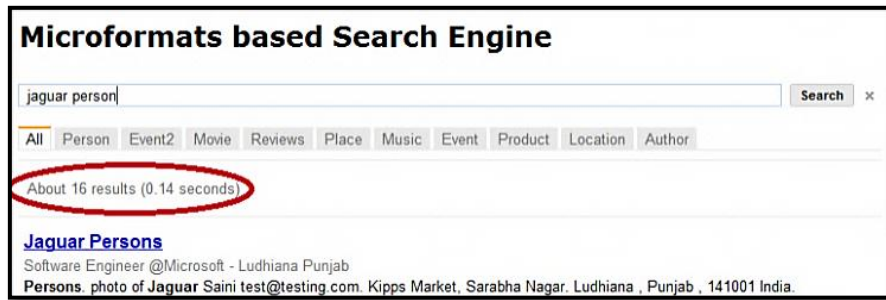 Microformats based Search Engine
jaguar person
Search ×
All Person Event2 Movie Reviews Place Music Event Product Location Author
About 16 results (0.14 seconds)
Jaguar Persons
Software Engineer @Microsoft - Ludhiana Punjab
Persons. photo of Jaguar Saini test@testing.com. Kipps Market, Sarabha Nagar. Ludhiana , Punjab , 141001 India.